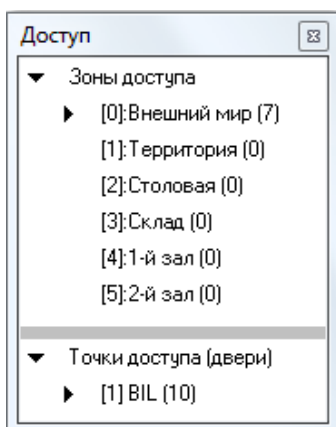 Доступ
Зоны доступа
[0]:Внешний мир (7)
[1]:Территория (0)
[2]:Столовая (0)
[3]:Склад (0)
[4]:1-й зал (0)
[5]:2-й зал (0)
Точки доступа (двери)
[1] BIL (10)